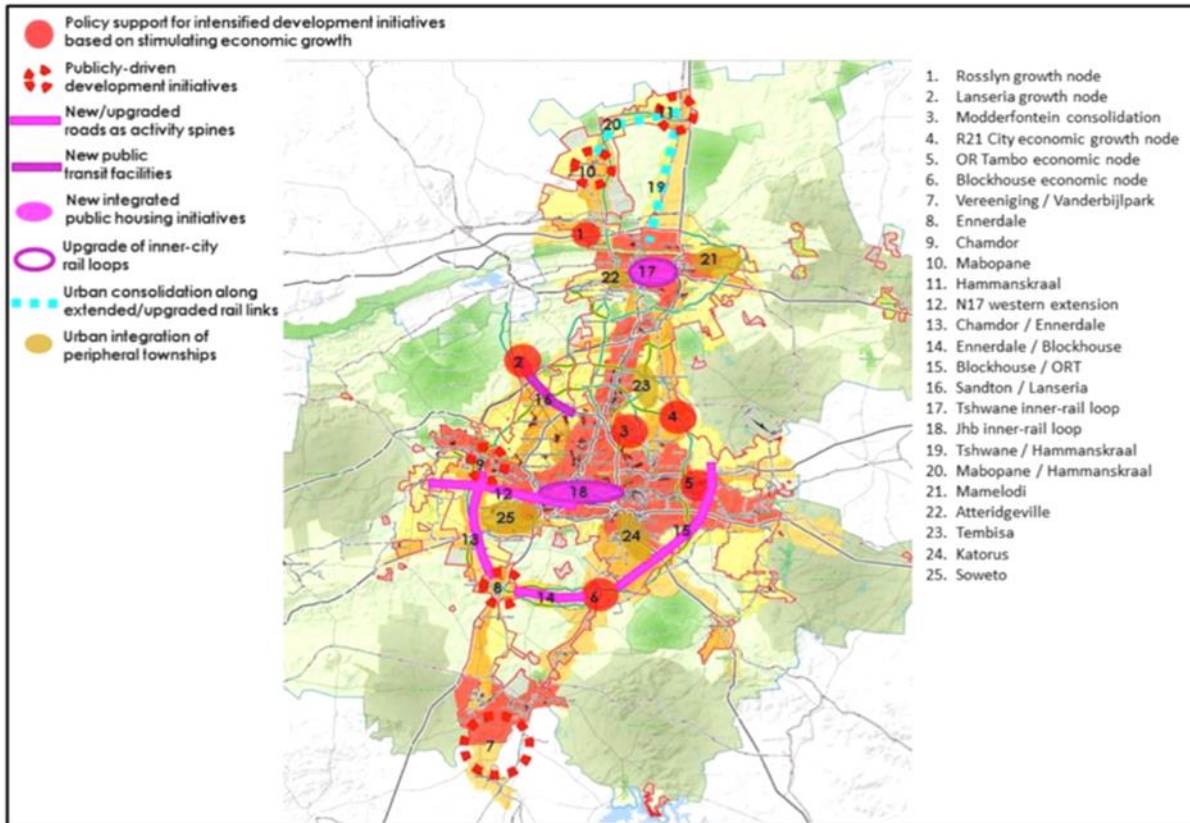 Policy support for intensified development initiatives
based on stimulating economic growth
Publicly-driven
development initiatives
New/upgraded
roads as activity spines
New public
transit facilities
New integrated
public housing initiatives
Upgrade of inner-city
rail loops
Urban consolidation along
extended/upgraded rail links
Urban integration of
peripheral townships
11
20
10
19
1
21
22
17
2
23
16
4
3
9
5
12
18
25
15
13
24
8
14
6
7
1. Rosslyn growth node
2. Lanseria growth node
3. Modderfontein consolidation
4. R21 City economic growth node
5. OR Tambo economic node
6. Blockhouse economic node
7. Vereeniging / Vanderbijlpark
8. Ennerdale
9. Chamdor
10. Mabopane
11. Hammanskraal
12. N17 western extension
13. Chamdor / Ennerdale
14. Ennerdale / Blockhouse
15. Blockhouse / ORT
16. Sandton / Lanseria
17. Tshwane inner-rail loop
18. Jhb inner-rail loop
19. Tshwane / Hammanskraal
20. Mabopane / Hammanskraal
21. Mamelodi
22. Atteridgeville
23. Tembisa
24. Katorus
25. Soweto